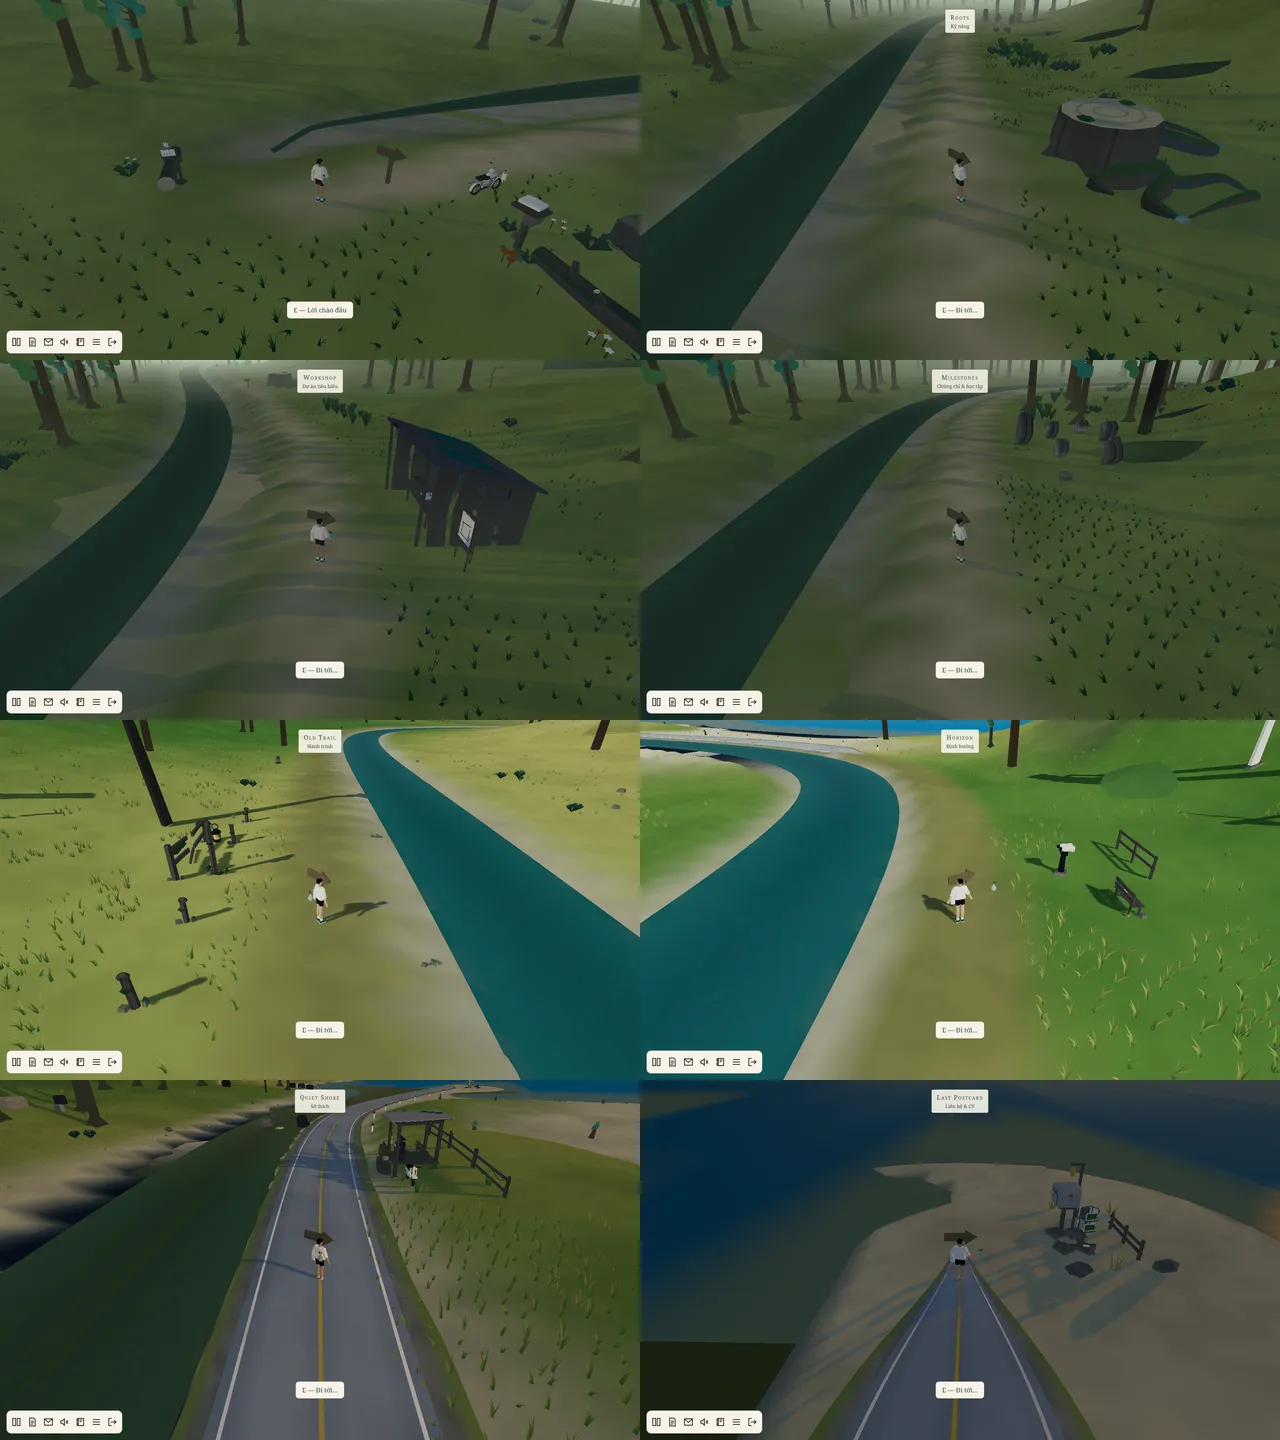 E — Lời chào đầu
ROOTS
Kỹ năng
E — Đi tới...
WORKSHOP
Dự án tiêu biểu
E — Đi tới...
MILESTONES
Chứng chỉ & học tập
E — Đi tới...
OLD TRAIL
Hành trình
E — Đi tới...
HORIZON
Định hướng
E — Đi tới...
QUIET SHORE
Sở thích
E — Đi tới...
LAST POSTCARD
Liên hệ & CV
E — Đi tới...